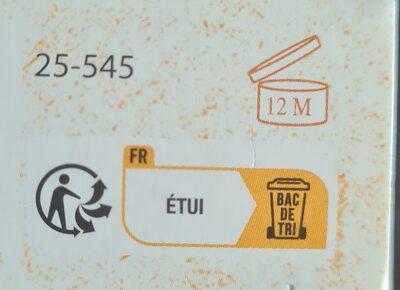 25-545
12 M
FR
ÉTUI
BAC
DE
TRI